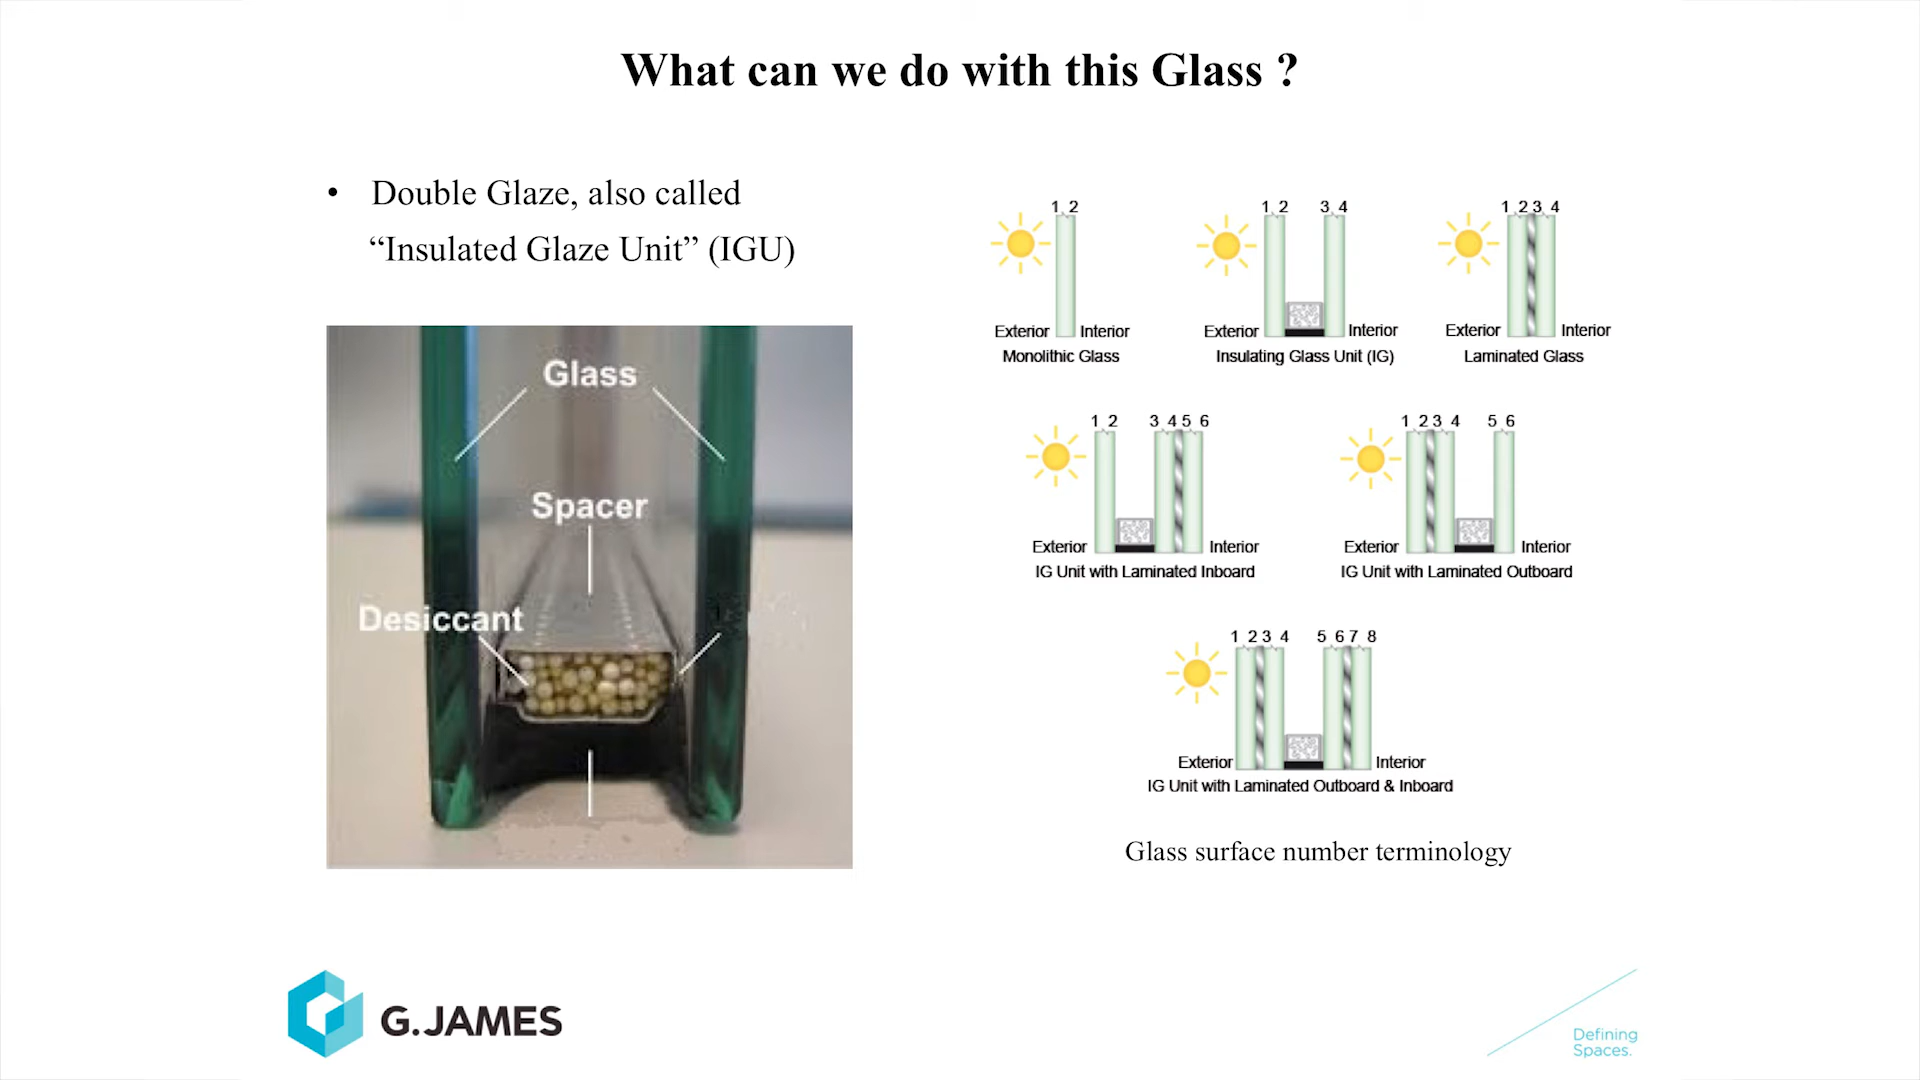 What can we do with this Glass ?
• Double Glaze, also called
“Insulated Glaze Unit” (IGU)
Glass
Spacer
Desiccant
1 2
Exterior Interior
Monolithic Glass
1 2 3 4
Exterior Interior
Insulating Glass Unit (IG)
1 2 3 4
Exterior Interior
Laminated Glass
1 2 3 4 5 6
Exterior Interior
IG Unit with Laminated Inboard
1 2 3 4 5 6
Exterior Interior
IG Unit with Laminated Outboard
1 2 3 4 5 6 7 8
Exterior Interior
IG Unit with Laminated Outboard & Inboard
Glass surface number terminology
G.JAMES
Defining
Spaces.